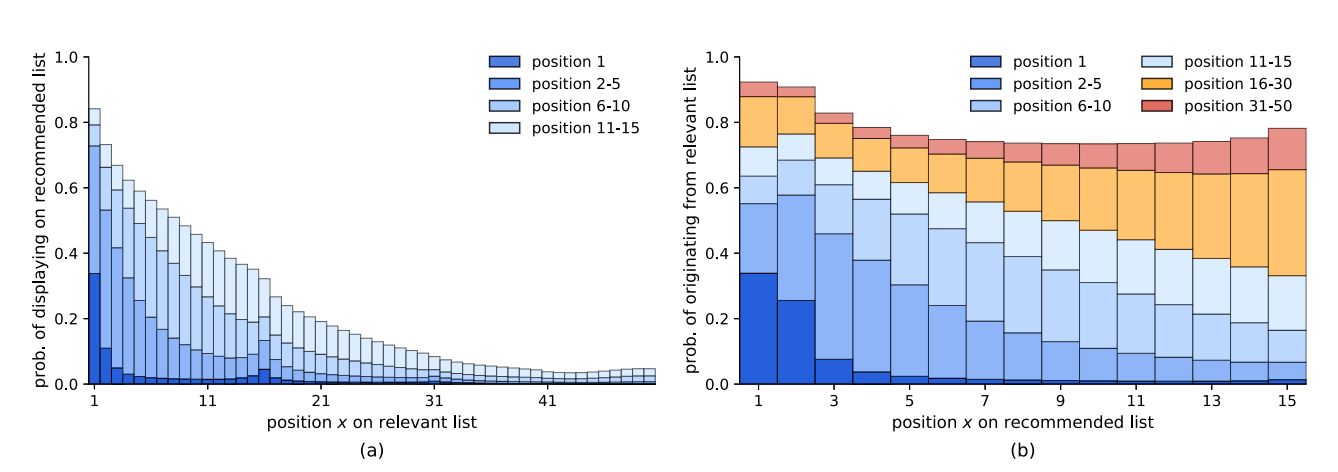 prob. of displaying on recommended list
1.0
0.8
0.6
0.4
0.2
0.0
position 1
position 2-5
position 6-10
position 11-15
1 11 21 31 41
position x on relevant list
(a)
prob. of originating from relevant list
1.0
0.8
0.6
0.4
0.2
0.0
position 1
position 2-5
position 6-10
position 11-15
position 16-30
position 31-50
1 3 5 7 9 11 13 15
position x on recommended list
(b)